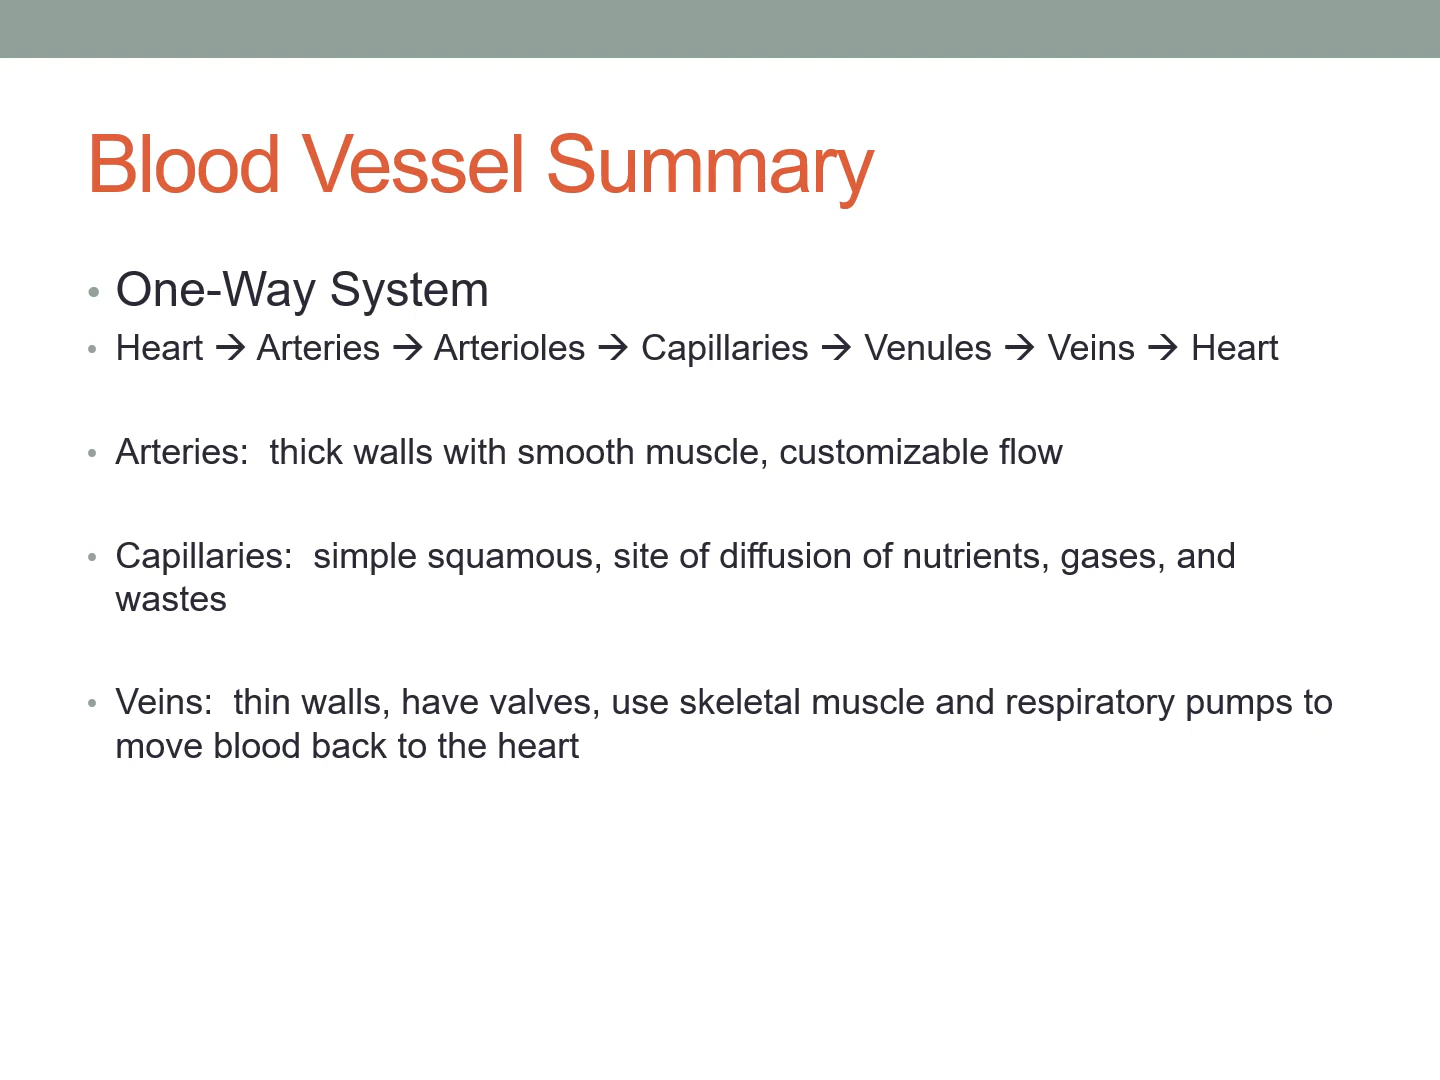 Blood Vessel Summary
• One-Way System
• Heart → Arteries → Arterioles → Capillaries → Venules → Veins → Heart
• Arteries:  thick walls with smooth muscle, customizable flow
• Capillaries:  simple squamous, site of diffusion of nutrients, gases, and
wastes
• Veins:  thin walls, have valves, use skeletal muscle and respiratory pumps to
move blood back to the heart